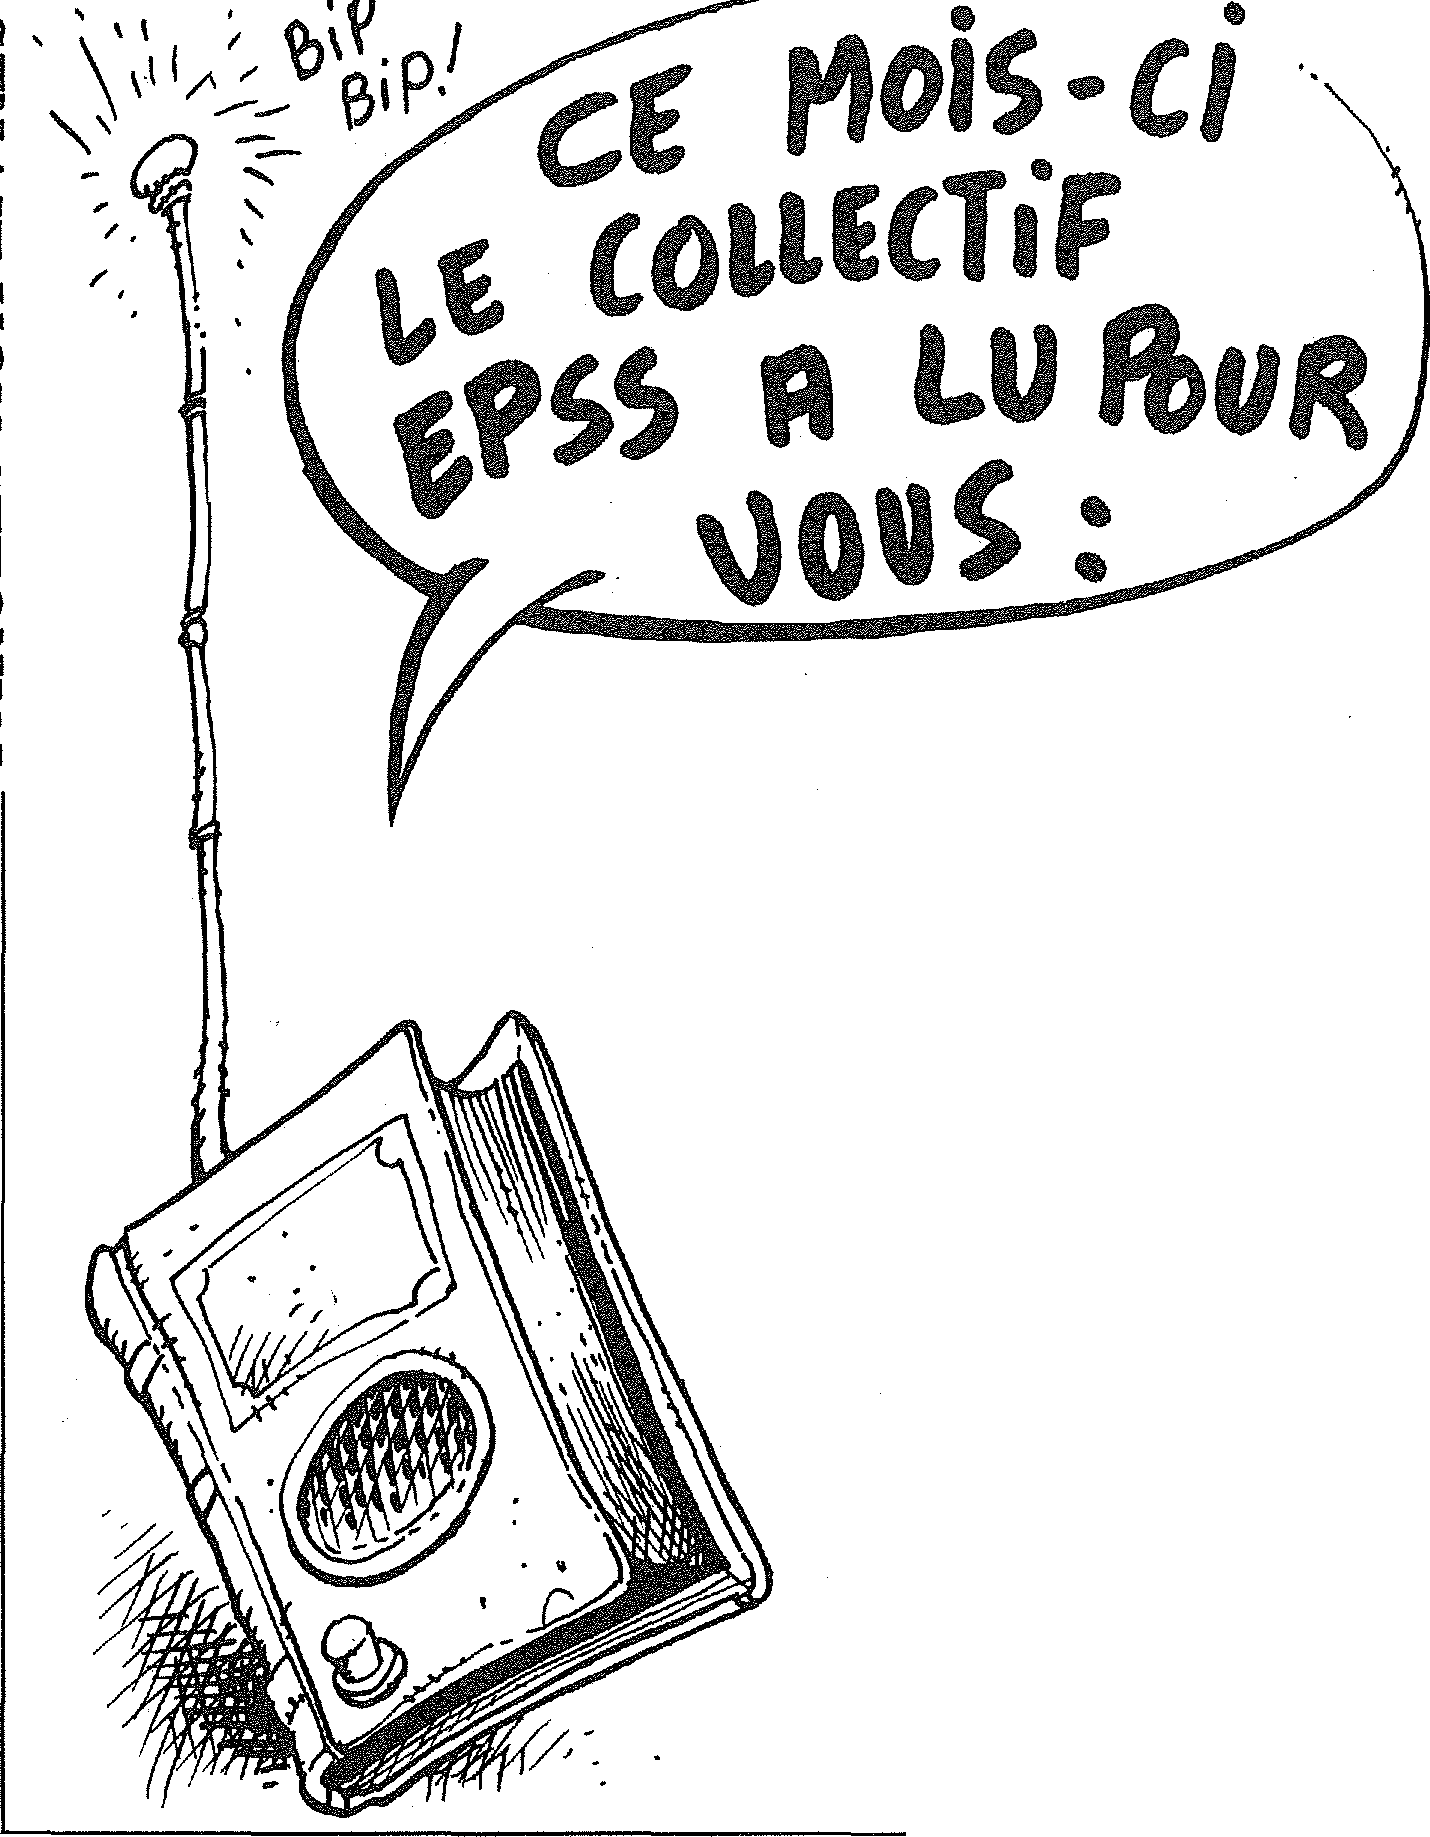 BiP
BiP!
CE MOiS-Ci
LE COLLECTiF
EPSS A LU POUR
VOUS :